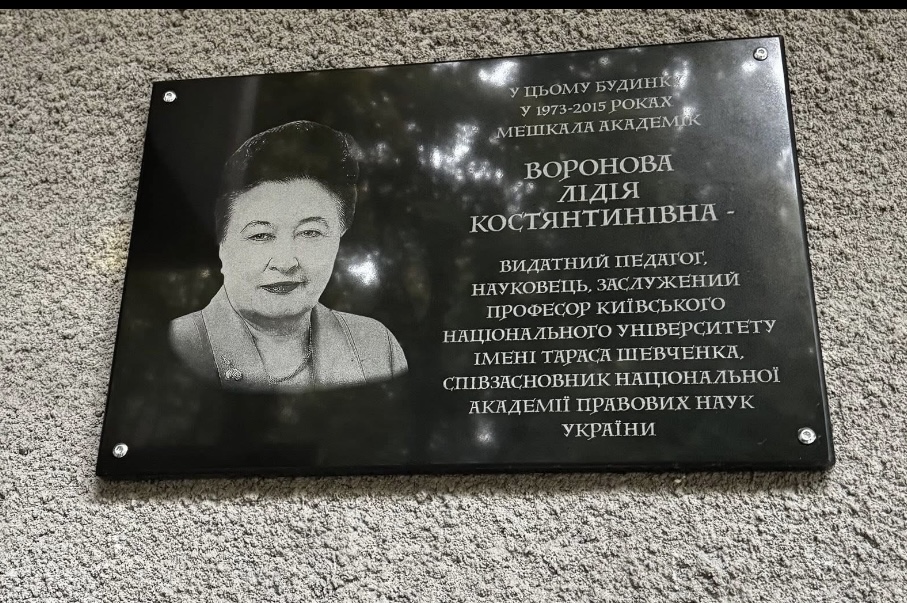 У ЦЬОМУ БУДИНКУ
У 1973-2015 РОКАХ
МЕШКАЛА АКАДЕМІК
ВОРОНОВА
ЛІДІЯ
КОСТЯНТИНІВНА -
ВИДАТНИЙ ПЕДАГОГ,
НАУКОВЕЦЬ, ЗАСЛУЖЕНИЙ
ПРОФЕСОР КИЇВСЬКОГО
НАЦІОНАЛЬНОГО УНІВЕРСИТЕТУ
ІМЕНІ ТАРАСА ШЕВЧЕНКА,
СПІВЗАСНОВНИК НАЦІОНАЛЬНОЇ
АКАДЕМІЇ ПРАВОВИХ НАУК
УКРАЇНИ